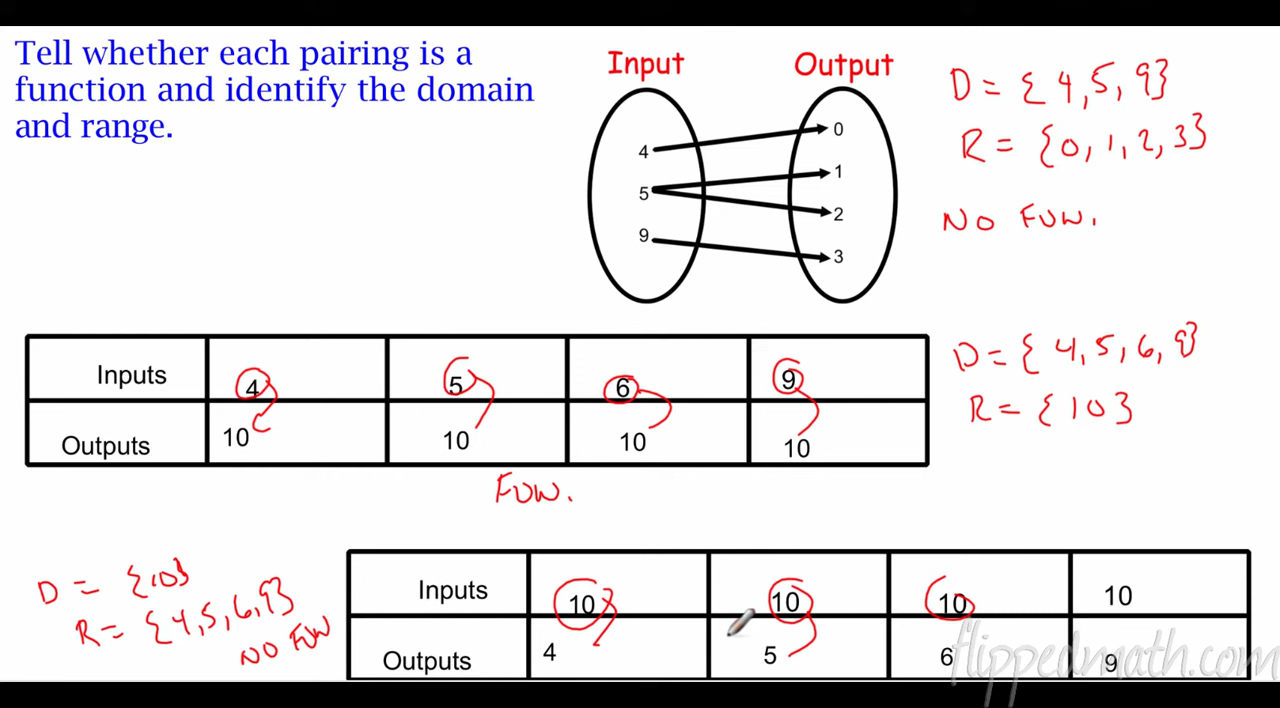 Tell whether each pairing is a
function and identify the domain
and range.
Input Output
4
5
9
0
1
2
3
D = {4,5,9}
R = {0,1,2,3}
NO FUN.
Inputs 4 5 6 9
Outputs 10 10 10 10
D = {4,5,6,9}
R = {10}
FUN.
D = {10}
R = {4,5,6,9}
NO FUN
Inputs 10 10 10 10
Outputs 4 5 6 9
flippedmath.com